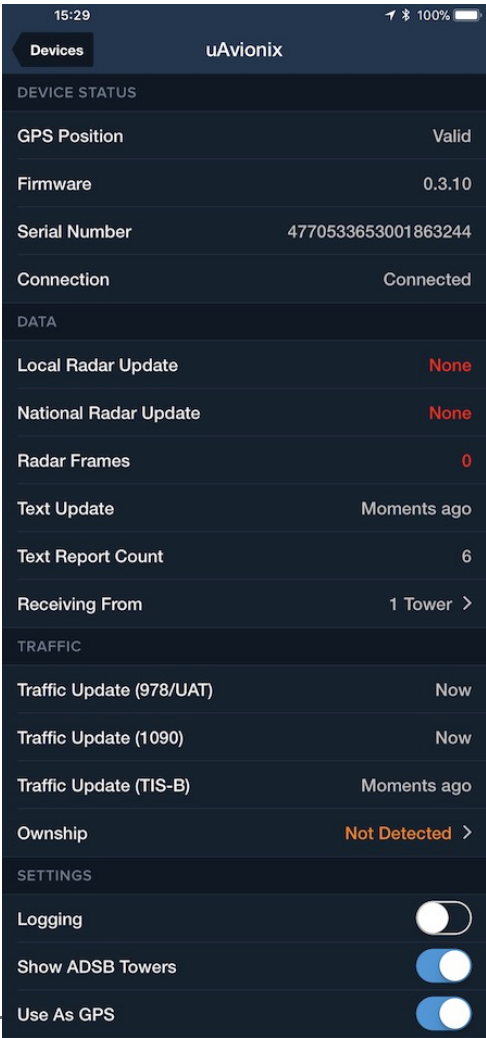 15:29 100%
Devices uAvionix
DEVICE STATUS
GPS Position Valid
Firmware 0.3.10
Serial Number 4770533653001863244
Connection Connected
DATA
Local Radar Update None
National Radar Update None
Radar Frames 0
Text Update Moments ago
Text Report Count 6
Receiving From 1 Tower >
TRAFFIC
Traffic Update (978/UAT) Now
Traffic Update (1090) Now
Traffic Update (TIS-B) Moments ago
Ownship Not Detected >
SETTINGS
Logging
Show ADSB Towers
Use As GPS